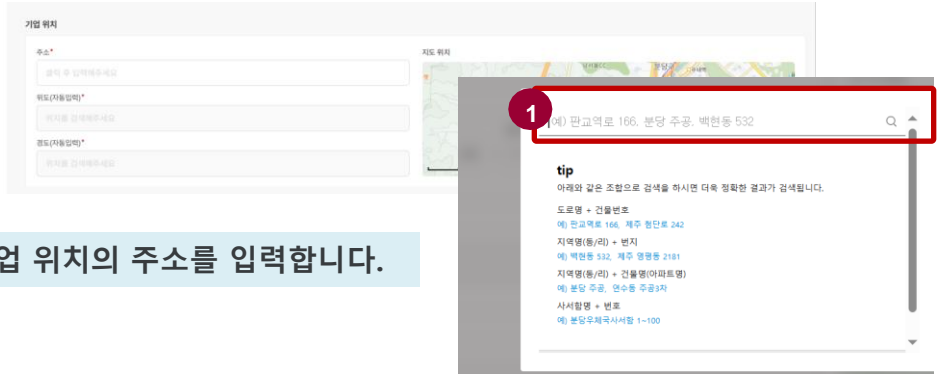 기업 위치
주소*
클릭 후 입력해주세요
위도(자동입력)*
위치를 검색해주세요
경도(자동입력)*
위치를 검색해주세요
지도 위치
분당구
1
예) 판교역로 166, 분당 주공, 백현동 532
tip
아래와 같은 조합으로 검색을 하시면 더욱 정확한 결과가 검색됩니다.
도로명 + 건물번호
예) 판교역로 166, 제주 첨단로 242
지역명(동/리) + 번지
예) 백현동 532, 제주 영평동 2181
지역명(동/리) + 건물명(아파트명)
예) 분당 주공, 연수동 주공3차
사서함명 + 번호
예) 분당우체국사서함 1~100
업 위치의 주소를 입력합니다.